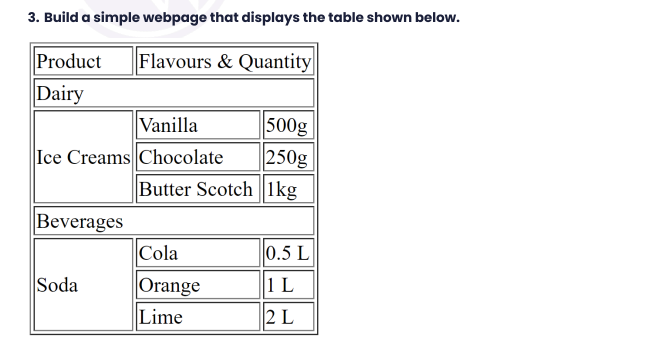 3. Build a simple webpage that displays the table shown below.
Product Flavours & Quantity
Dairy
Vanilla 500g
Ice Creams Chocolate 250g
Butter Scotch 1kg
Beverages
Cola 0.5 L
Soda Orange 1 L
Lime 2 L